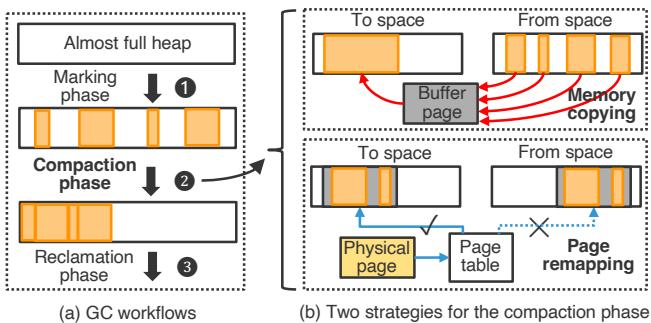 Almost full heap
Marking
phase
❶
Compaction
phase
❷
Reclamation
phase
❸
(a) GC workflows
To space
From space
Buffer
page
Memory
copying
To space
From space
Physical
page
Page
table
Page
remapping
(b) Two strategies for the compaction phase